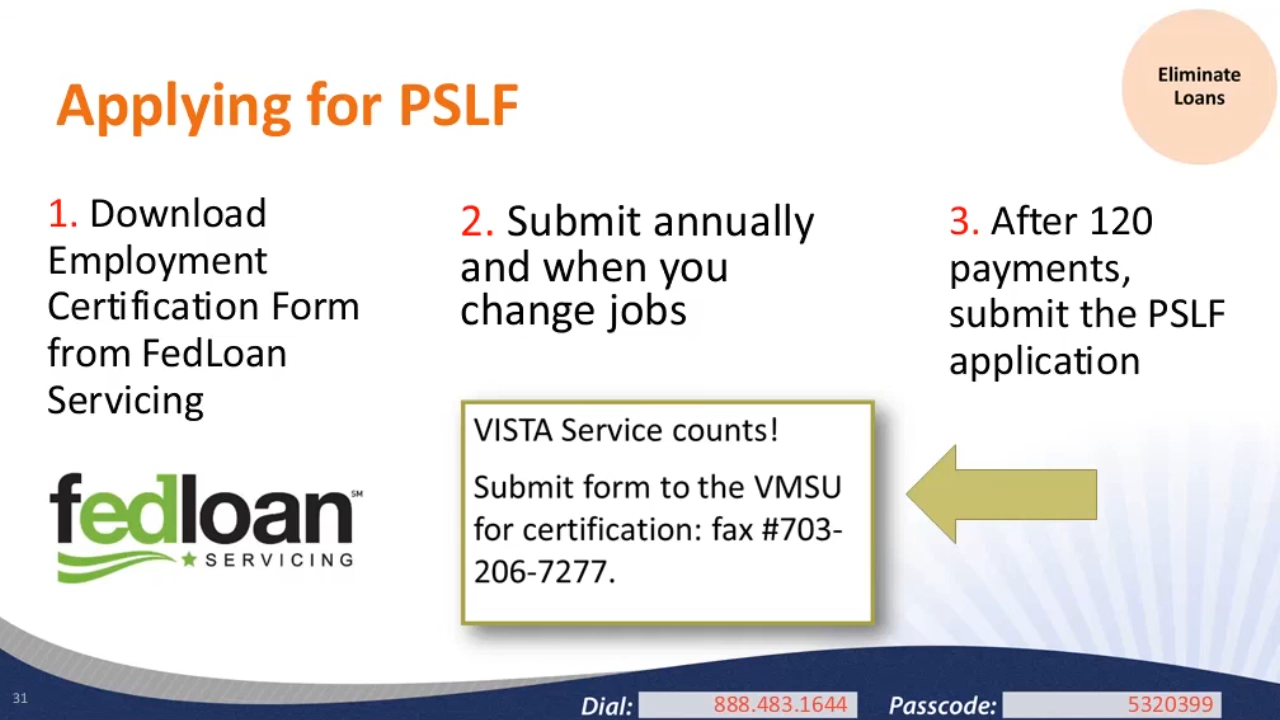 Eliminate
Loans
Applying for PSLF
1. Download
Employment
Certification Form
from FedLoan
Servicing
fedloan℠
SERVICING
2. Submit annually
and when you
change jobs
VISTA Service counts!
Submit form to the VMSU
for certification: fax #703-
206-7277.
3. After 120
payments,
submit the PSLF
application
31
Dial: 888.483.1644 Passcode: 5320399